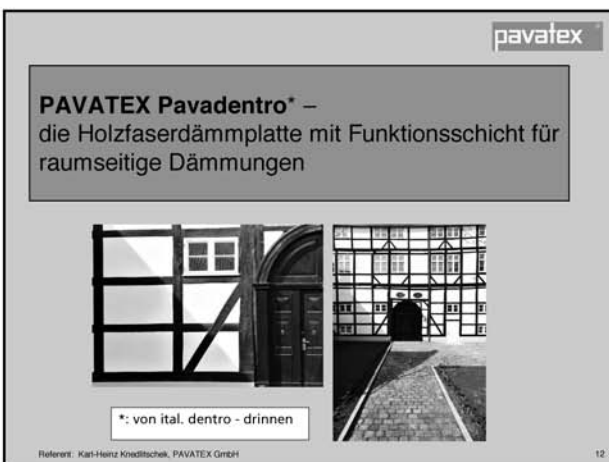 pavatex
PAVATEX Pavadentro* –
die Holzfaserdämmplatte mit Funktionsschicht für
raumseitige Dämmungen
*: von ital. dentro - drinnen
Referent: Karl-Heinz Knedlitschek, PAVATEX GmbH
12